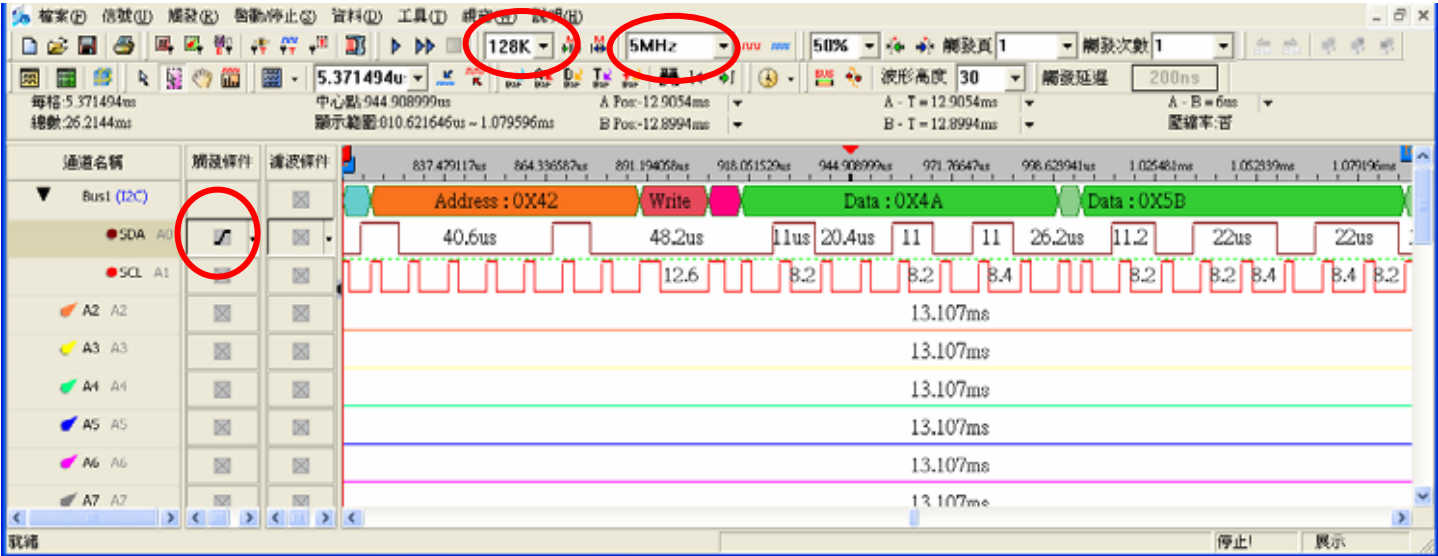 檔案(F) 信號(U) 觸發(R) 啟動/停止(S) 資料(D) 工具(T) 視窗(W) 說明(H)
128K 5MHz 50% 觸發頁 1 觸發次數 1
5.371494u 波形高度 30 觸發延遲 200ns
每格:5.371494us 中心點:944.908999us A Pos:-12.9054ms A - T = 12.9054ms A - B = 6us
總數:26.2144ms 顯示範圍:810.621646us ~ 1.079596ms B Pos:-12.8994ms B - T = 12.8994ms 壓縮率:否
通道名稱 觸發條件 濾波條件 837.479117us 864.336587us 891.194058us 918.051529us 944.908999us 971.76647us 998.623941us 1.025481ms 1.052339ms 1.079196ms
Bus1 (I2C) Address : 0X42 Write Data : 0X4A Data : 0X5B
SDA A0 40.6us 48.2us 11us 20.4us 11 11 26.2us 11.2 22us 22us
SCL A1 12.6 8.2 8.2 8.4 8.2 8.2 8.4 8.4 8.2
A2 A2 13.107ms
A3 A3 13.107ms
A4 A4 13.107ms
A5 A5 13.107ms
A6 A6 13.107ms
A7 A7 13.107ms
就緒 停止! 展示